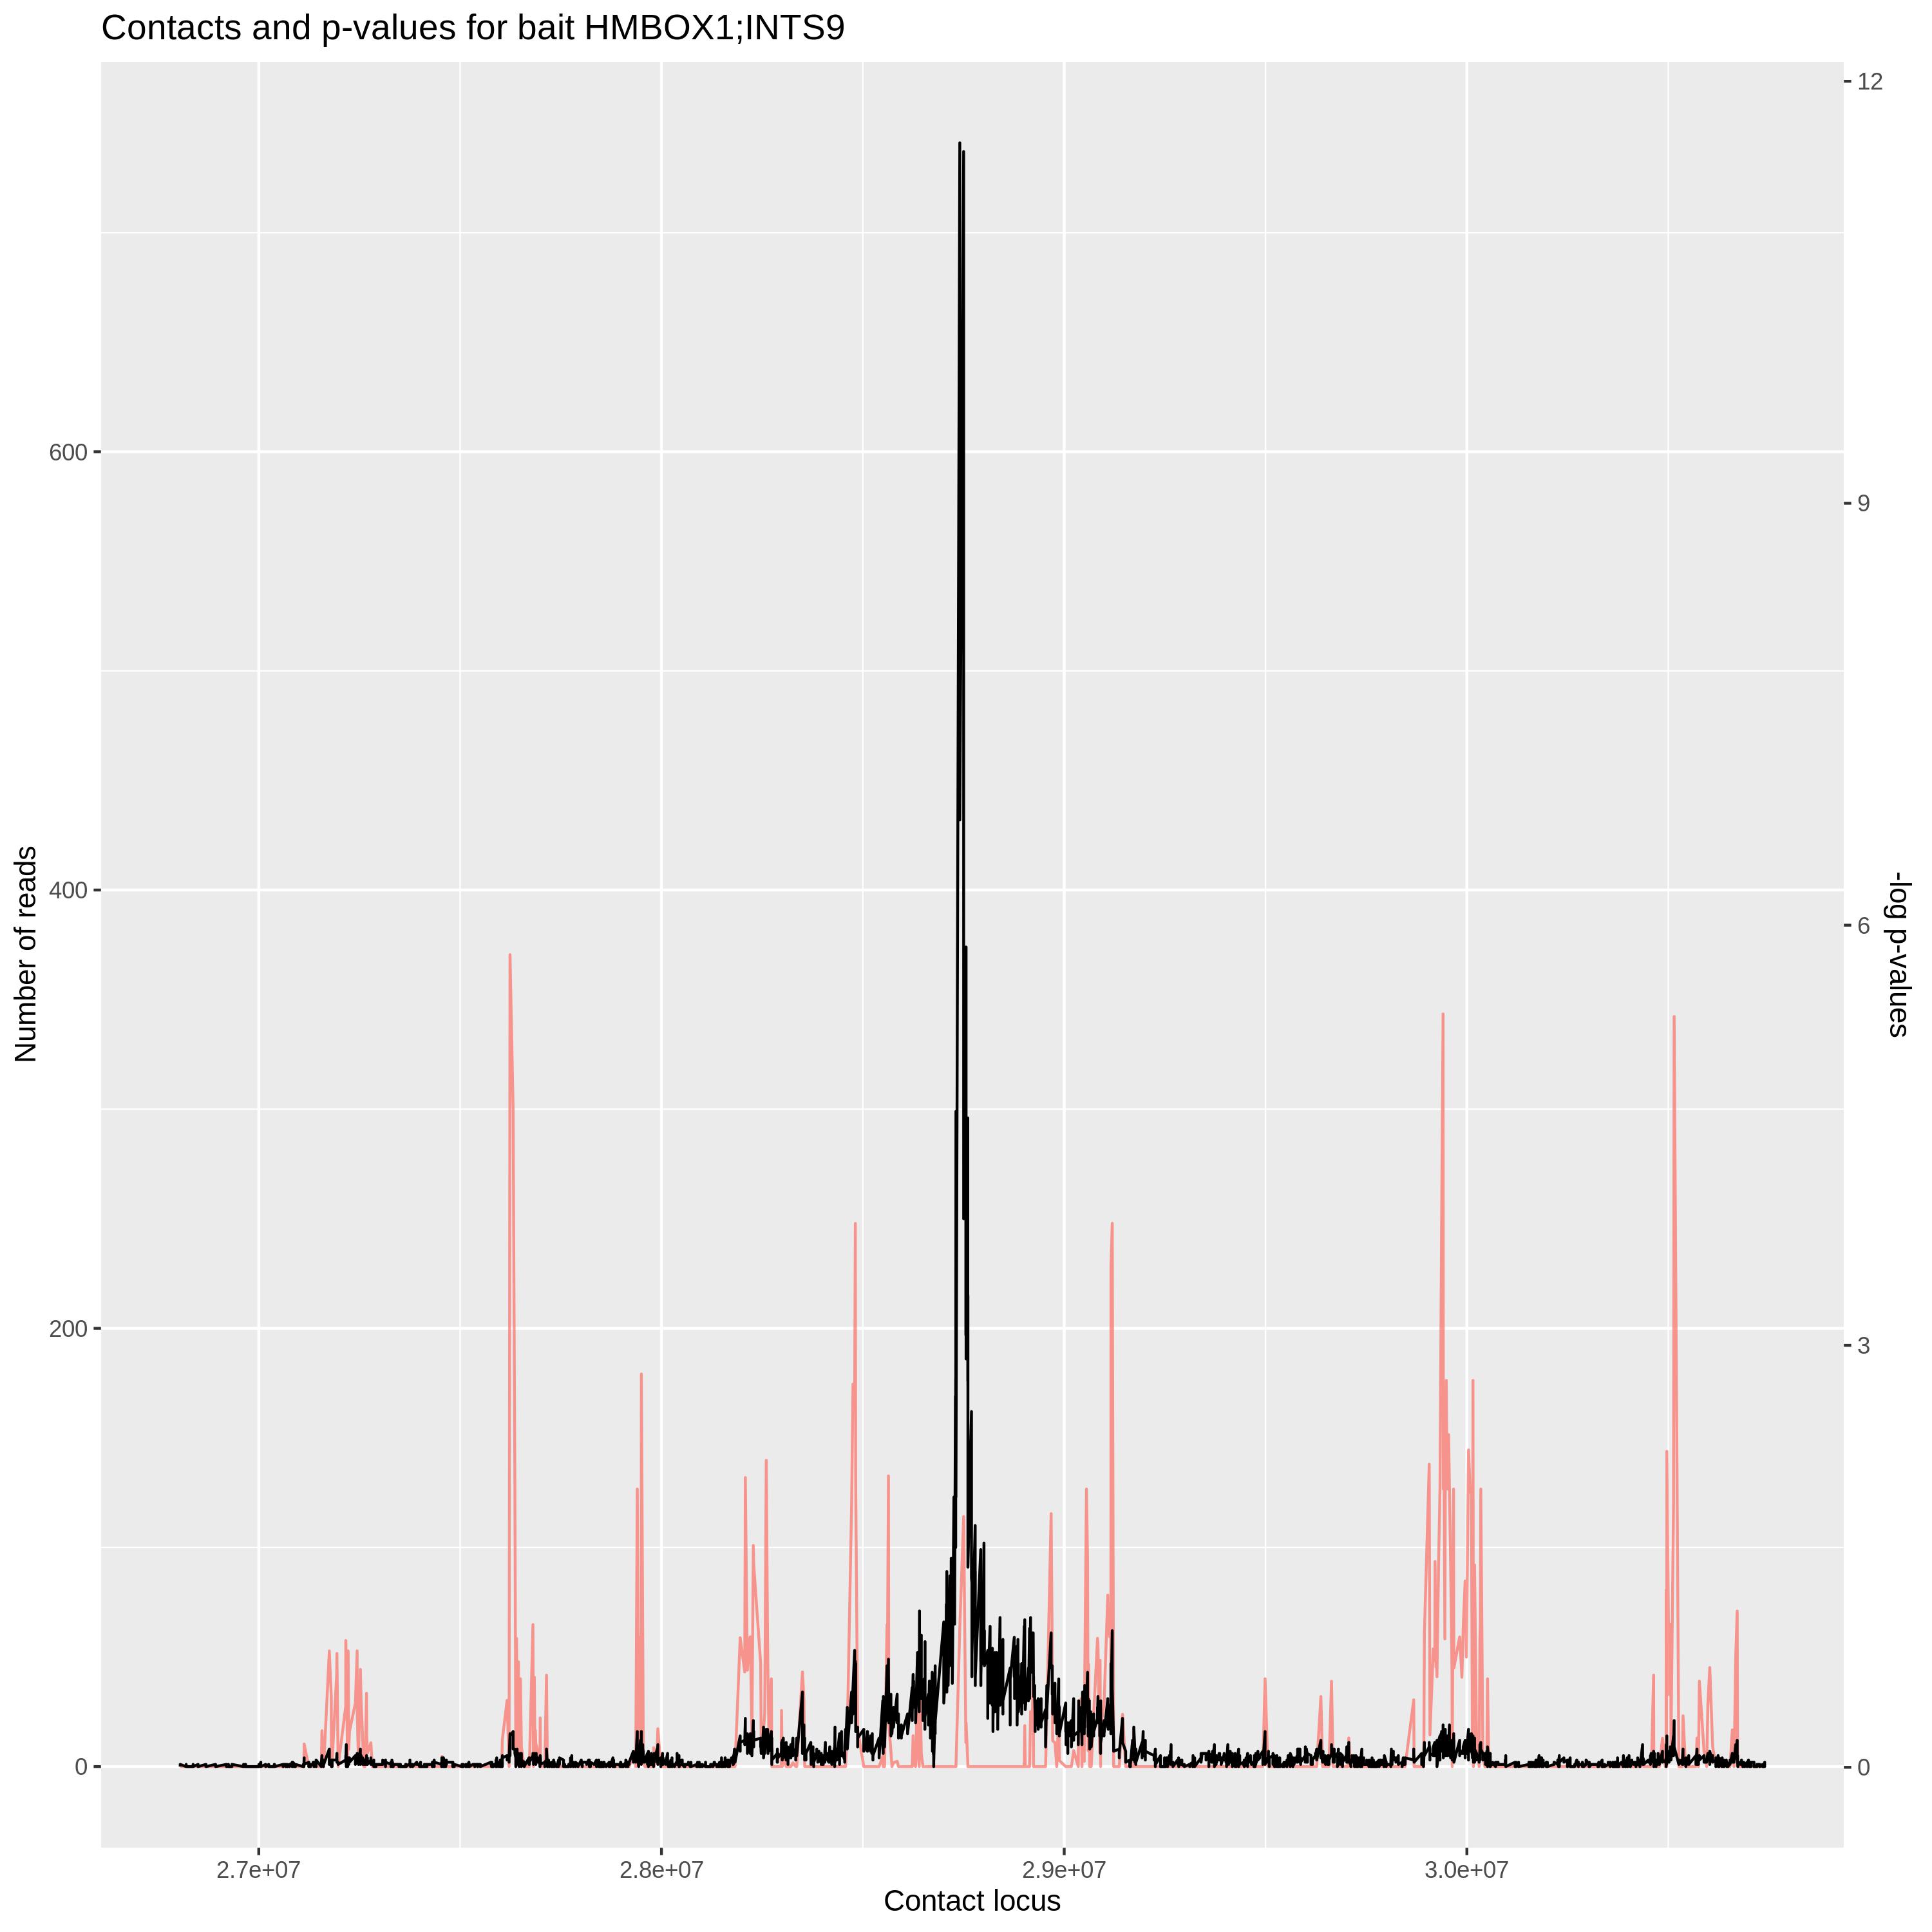 Contacts and p-values for bait HMBOX1;INTS9
12
9
6
3
0
-log p-values
600
400
200
0
Number of reads
2.7e+07
2.8e+07
2.9e+07
3.0e+07
Contact locus